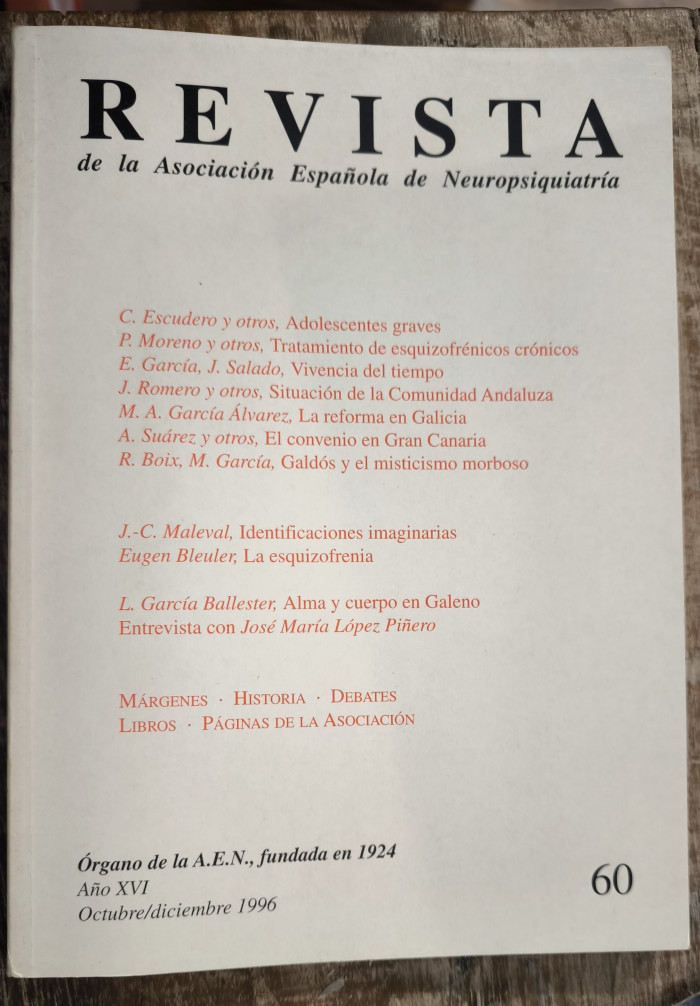 REVISTA
de la Asociación Española de Neuropsiquiatría
C. Escudero y otros, Adolescentes graves
P. Moreno y otros, Tratamiento de esquizofrénicos crónicos
E. García, J. Salado, Vivencia del tiempo
J. Romero y otros, Situación de la Comunidad Andaluza
M. A. García Álvarez, La reforma en Galicia
A. Suárez y otros, El convenio en Gran Canaria
R. Boix, M. García, Galdós y el misticismo morboso
J.-C. Maleval, Identificaciones imaginarias
Eugen Bleuler, La esquizofrenia
L. García Ballester, Alma y cuerpo en Galeno
Entrevista con José María López Piñero
MÁRGENES · HISTORIA · DEBATES
LIBROS · PÁGINAS DE LA ASOCIACIÓN
Órgano de la A.E.N., fundada en 1924
Año XVI
Octubre/diciembre 1996
60